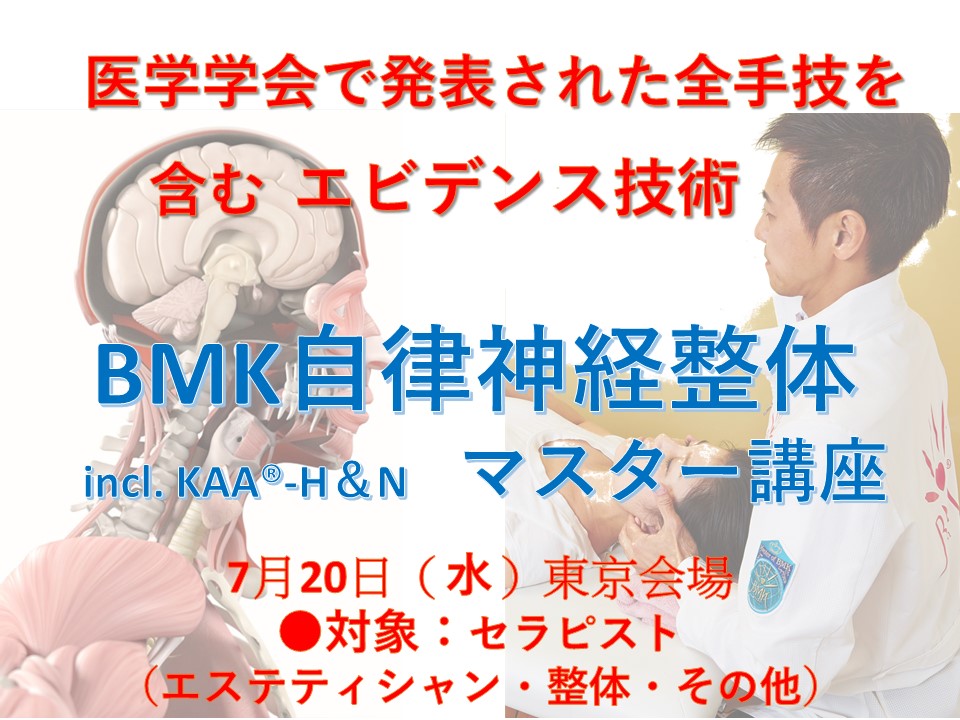 医学学会で発表された全手技を
含む エビデンス技術
BMK自律神経整体
incl. KAA®-H＆N マスター講座
7月20日（水）東京会場
●対象：セラピスト
（エステティシャン・整体・その他）